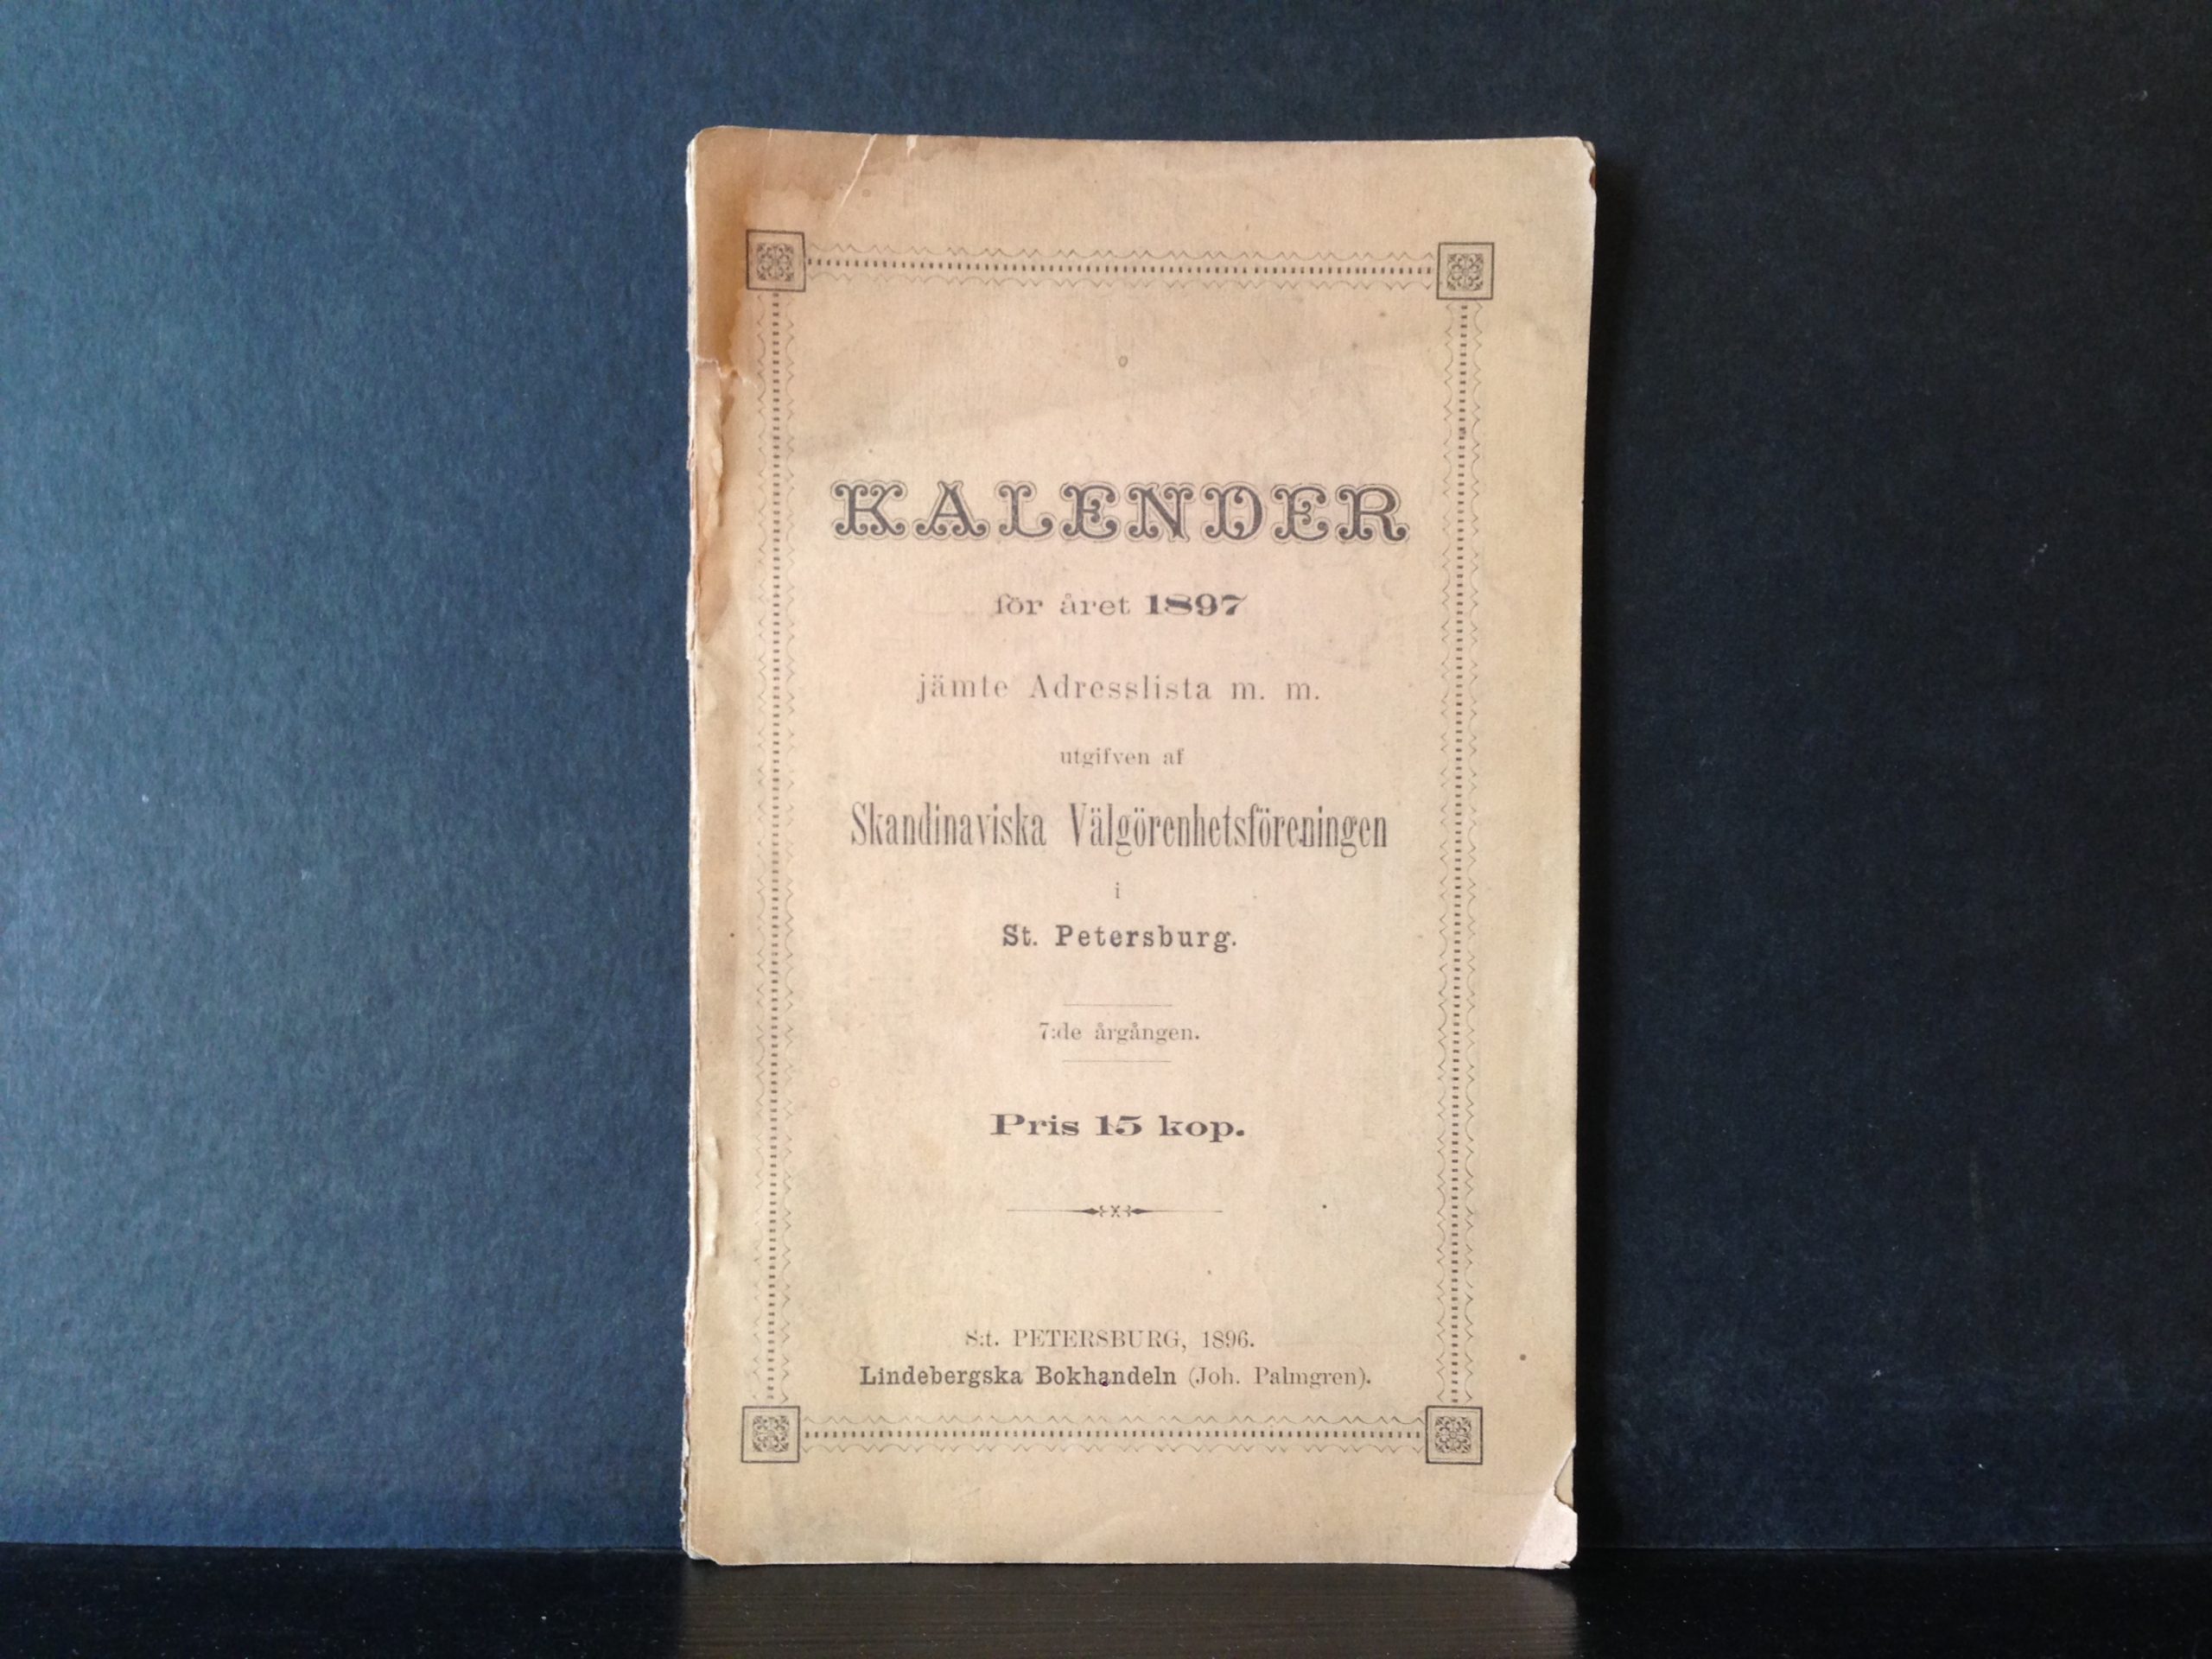 KALENDER
för året 1897
jämte Adresslista m. m.
utgifven af
Skandinaviska Välgörenhetsföreningen
i
St. Petersburg.
7:de årgången.
Pris 15 kop.
S:t. PETERSBURG, 1896.
Lindebergska Bokhandeln (Joh. Palmgren).